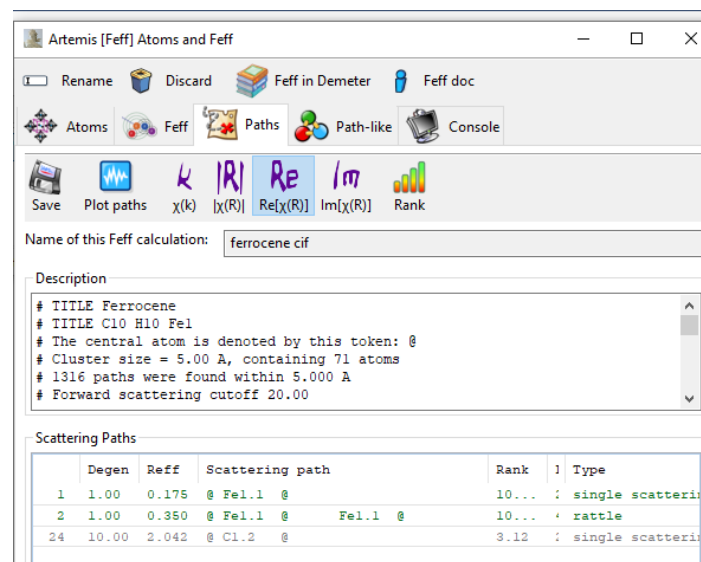 Artemis [Feff] Atoms and Feff
Rename Discard Feff in Demeter Feff doc
Atoms Feff Paths Path-like Console
k |R| Re Im
Save Plot paths χ(k) |χ(R)| Re[χ(R)] Im[χ(R)] Rank
Name of this Feff calculation: ferrocene cif
Description
# TITLE Ferrocene
# TITLE C10 H10 Fe1
# The central atom is denoted by this token: @
# Cluster size = 5.00 A, containing 71 atoms
# 1316 paths were found within 5.000 A
# Forward scattering cutoff 20.00
Scattering Paths
Degen Reff Scattering path Rank Type
1 1.00 0.175 @ Fe1.1 @ 10... single
2 1.00 0.350 @ Fe1.1 @ Fe1.1 @ 10... rattle
24 10.00 2.042 @ C1.2 @ 3.12 single